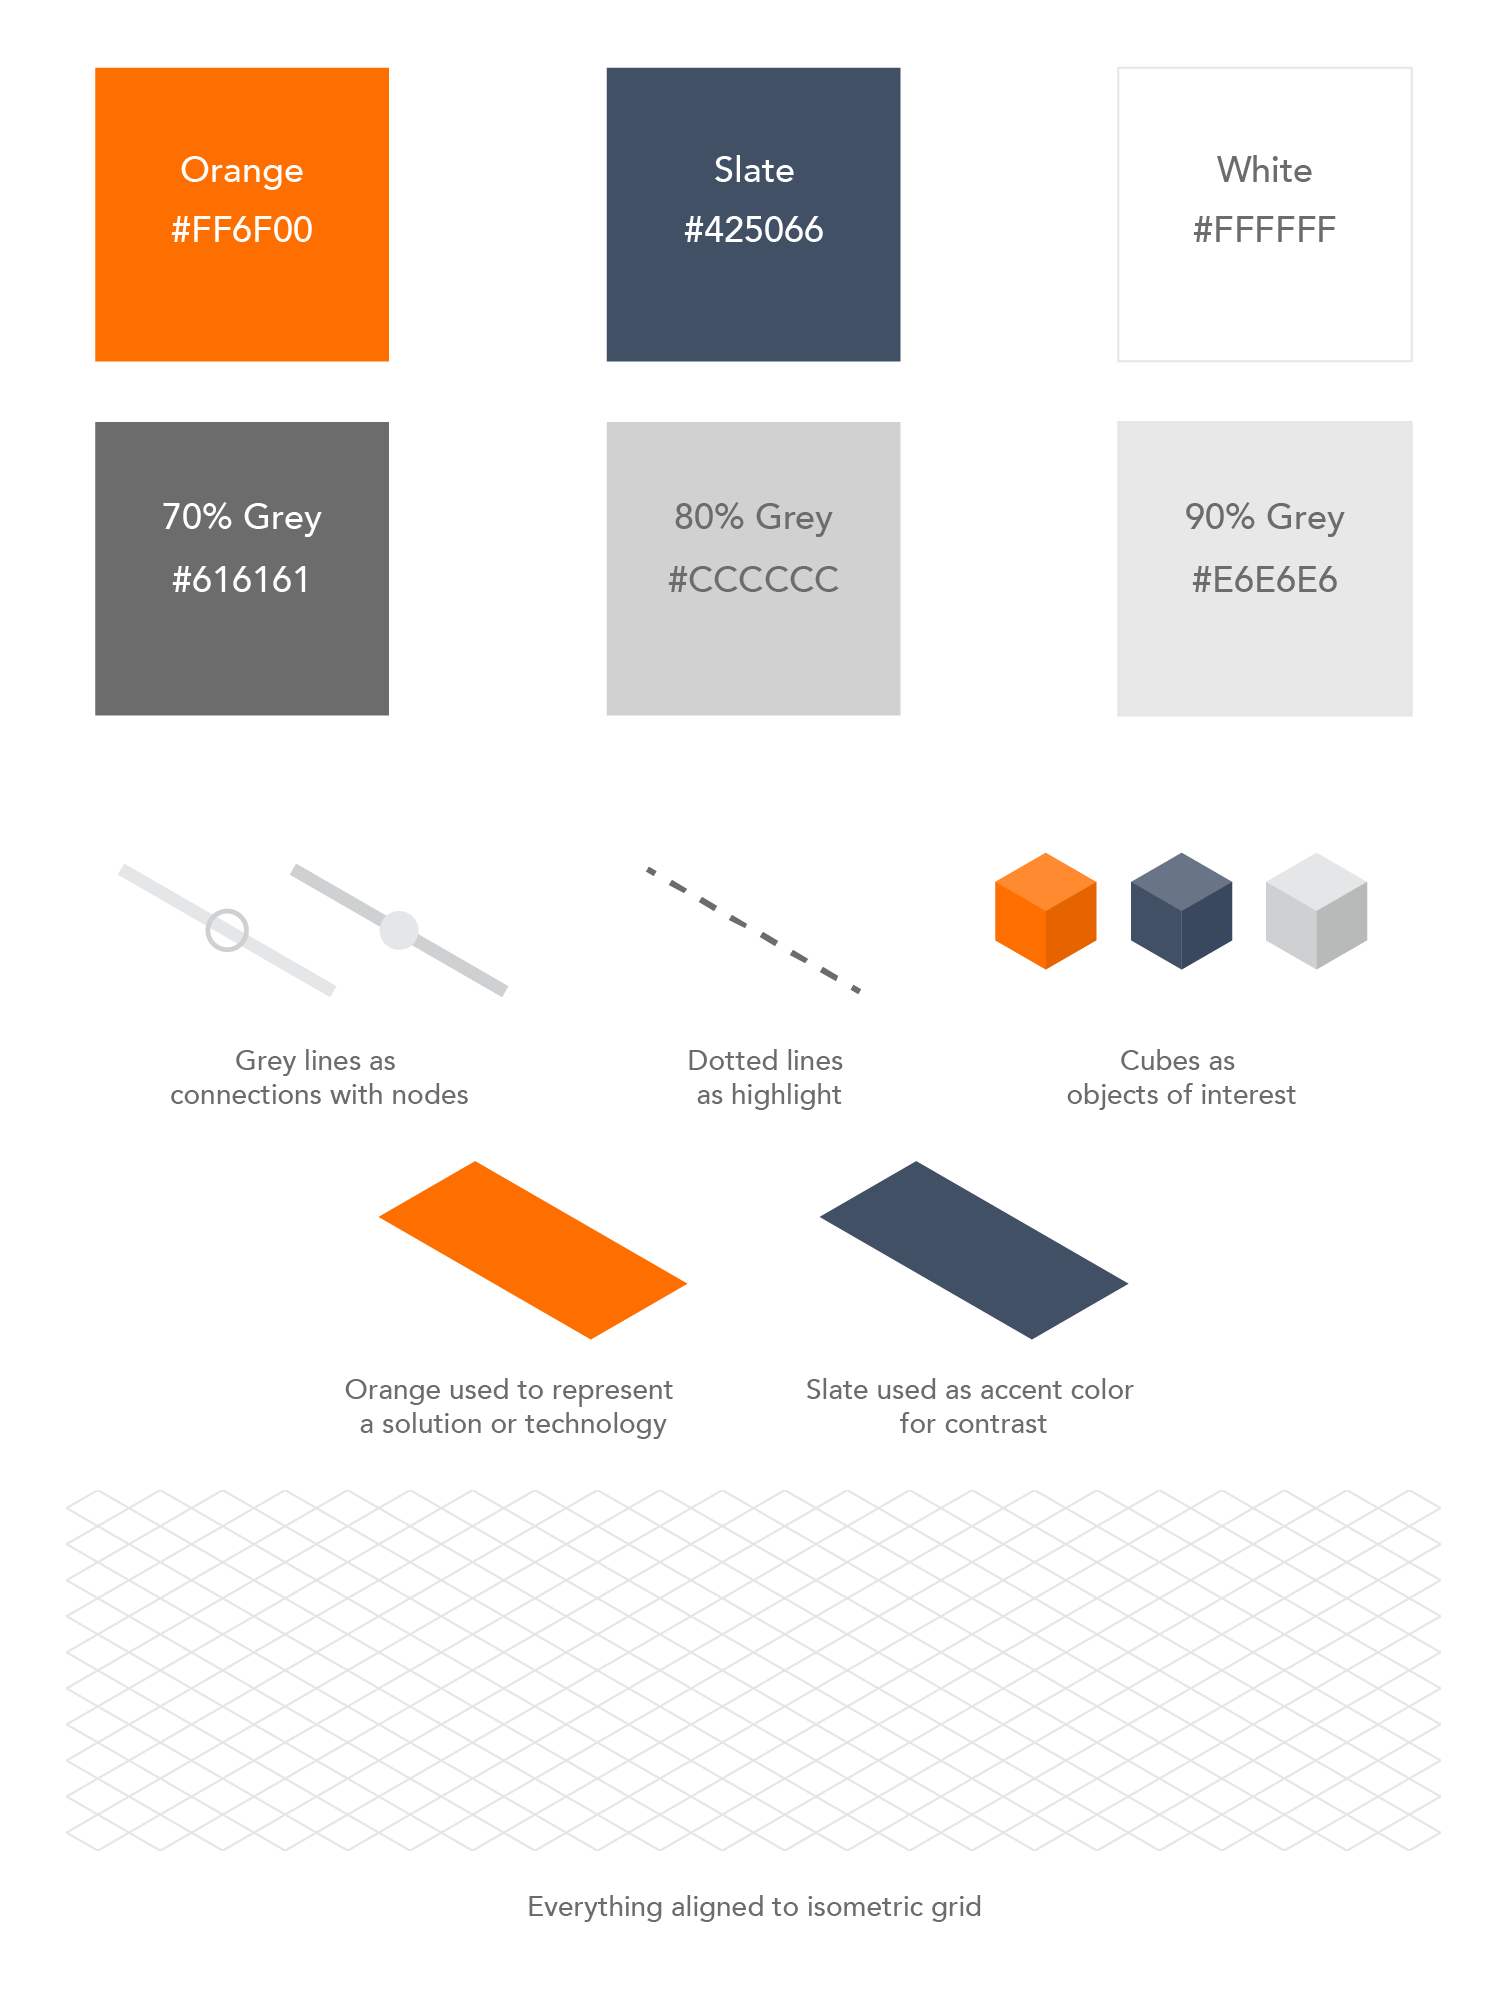 Orange
#FF6F00
Slate
#425066
White
#FFFFFF
70% Grey
#616161
80% Grey
#CCCCCC
90% Grey
#E6E6E6
Grey lines as
connections with nodes
Dotted lines
as highlight
Cubes as
objects of interest
Orange used to represent
a solution or technology
Slate used as accent color
for contrast
Everything aligned to isometric grid